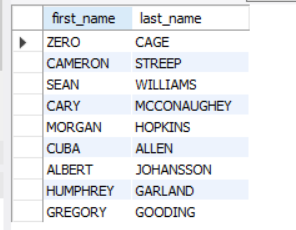 first_name last_name
ZERO CAGE
CAMERON STREEP
SEAN WILLIAMS
CARY MCCONAUGHEY
MORGAN HOPKINS
CUBA ALLEN
ALBERT JOHANSSON
HUMPHREY GARLAND
GREGORY GOODING